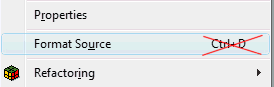 Properties
Format Source Ctrl+D
Refactoring